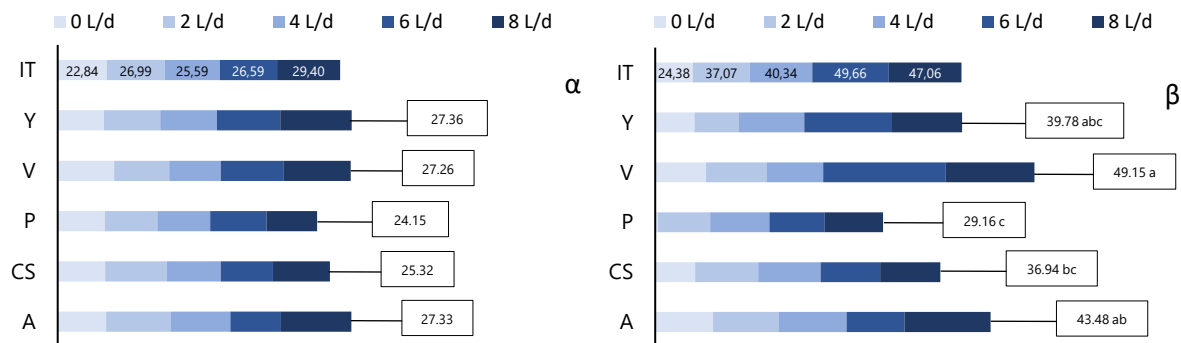 0 L/d 2 L/d 4 L/d 6 L/d 8 L/d
IT 22,84 26,99 25,59 26,59 29,40
α
Y 27.36
V 27.26
P 24.15
CS 25.32
A 27.33
0 L/d 2 L/d 4 L/d 6 L/d 8 L/d
IT 24,38 37,07 40,34 49,66 47,06
β
Y 39.78 abc
V 49.15 a
P 29.16 c
CS 36.94 bc
A 43.48 ab